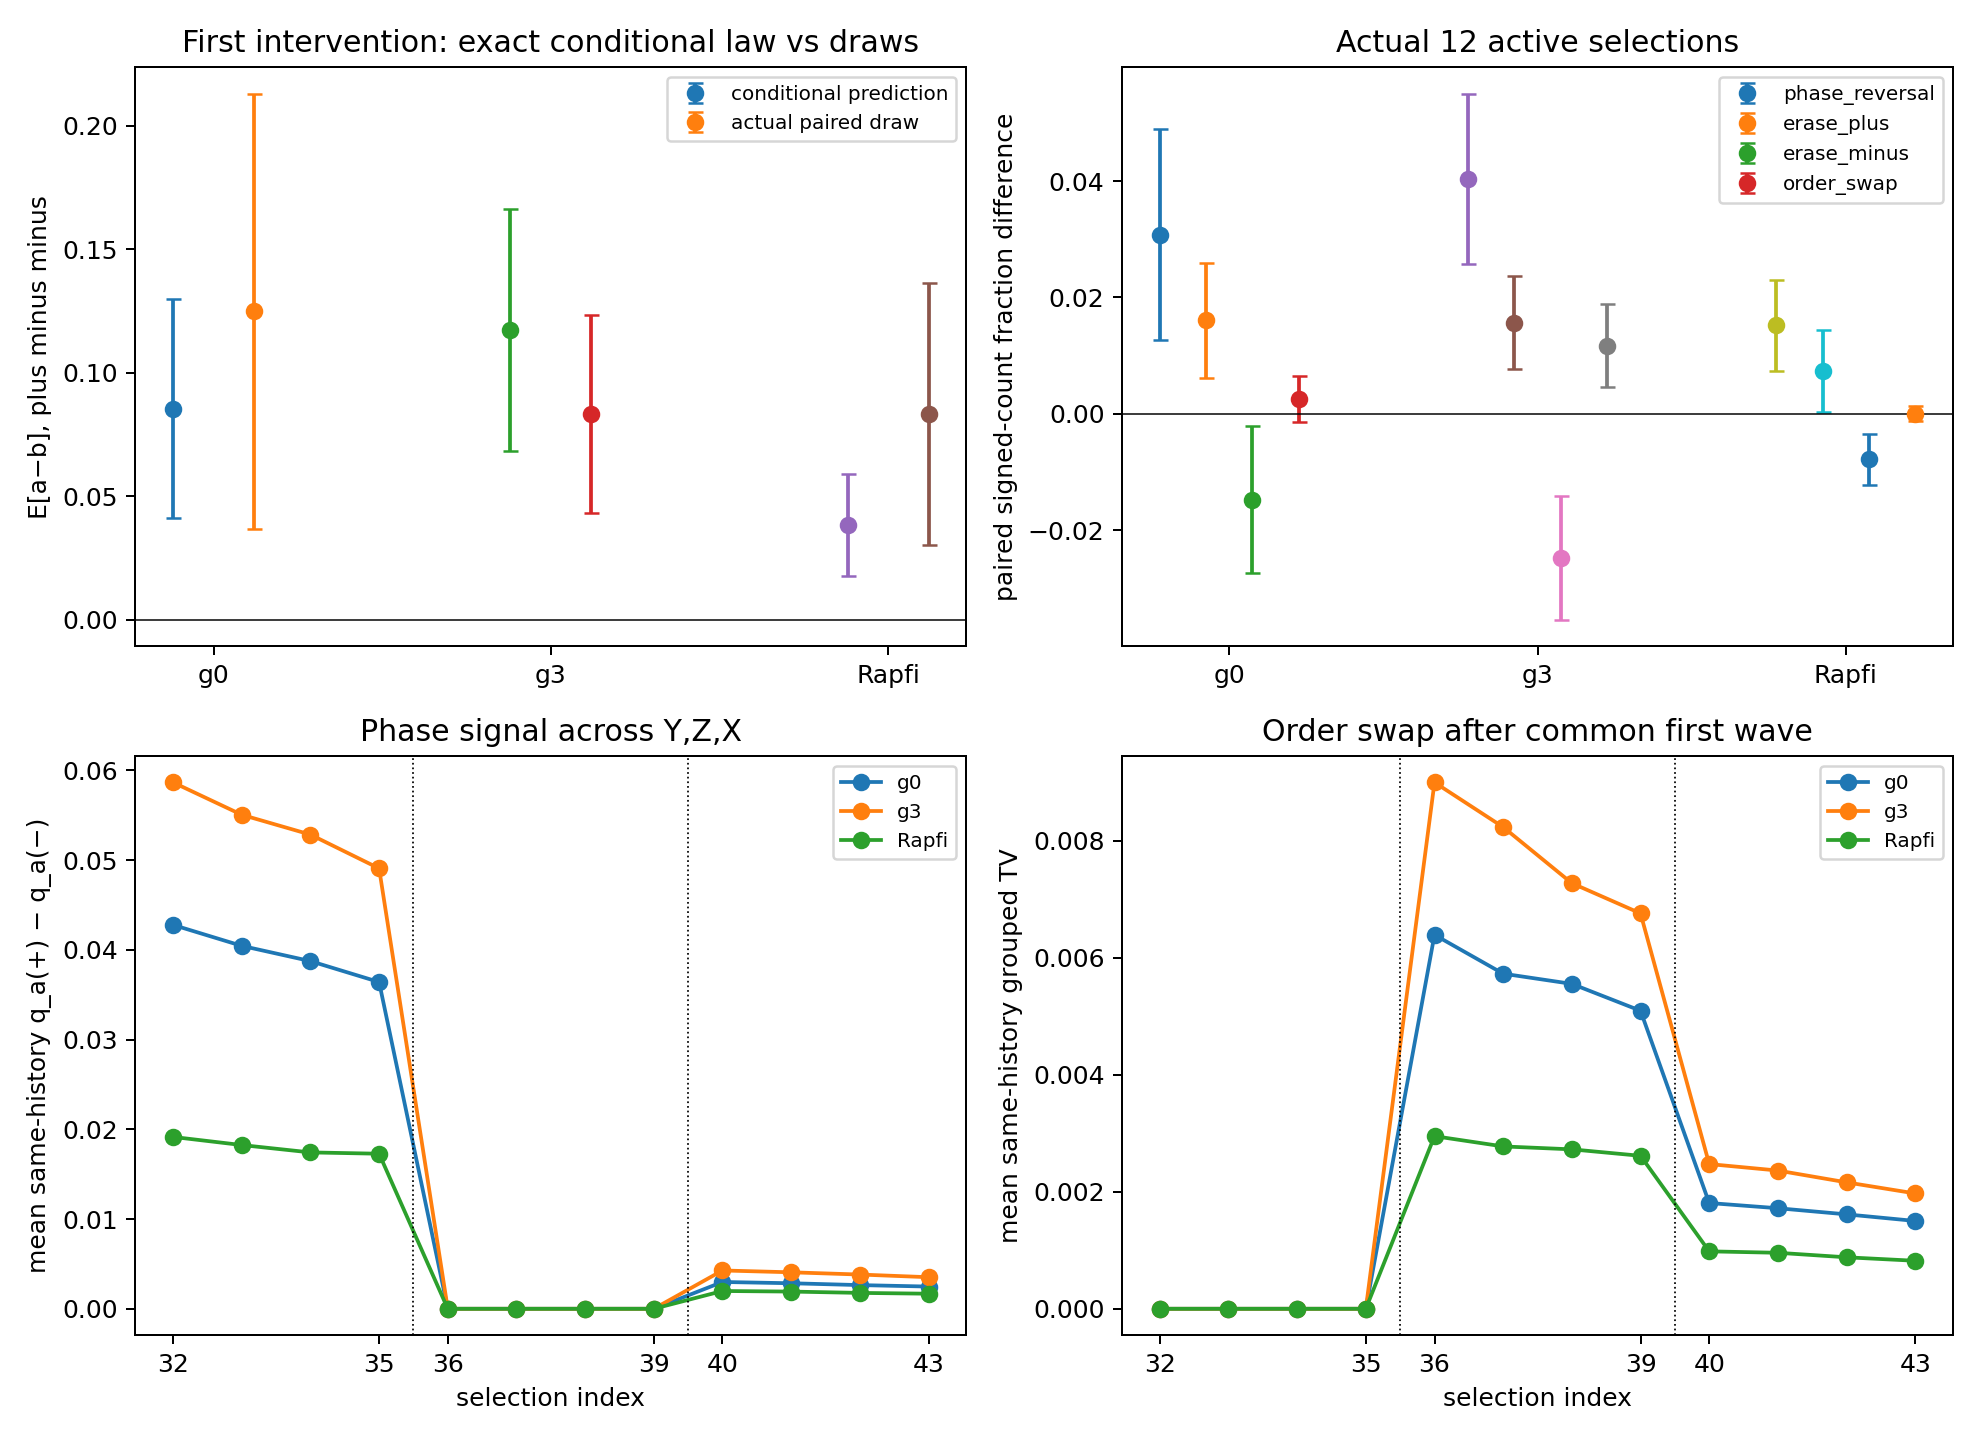 First intervention: exact conditional law vs draws
E[a−b], plus minus minus
0.20
0.15
0.10
0.05
0.00
conditional prediction
actual paired draw
g0
g3
Rapfi
Actual 12 active selections
paired signed-count fraction difference
0.04
0.02
0.00
−0.02
phase_reversal
erase_plus
erase_minus
order_swap
g0
g3
Rapfi
Phase signal across Y,Z,X
mean same-history q_a(+) − q_a(−)
0.06
0.05
0.04
0.03
0.02
0.01
0.00
g0
g3
Rapfi
32
35
36
39
40
43
selection index
Order swap after common first wave
mean same-history grouped TV
0.008
0.006
0.004
0.002
0.000
g0
g3
Rapfi
32
35
36
39
40
43
selection index